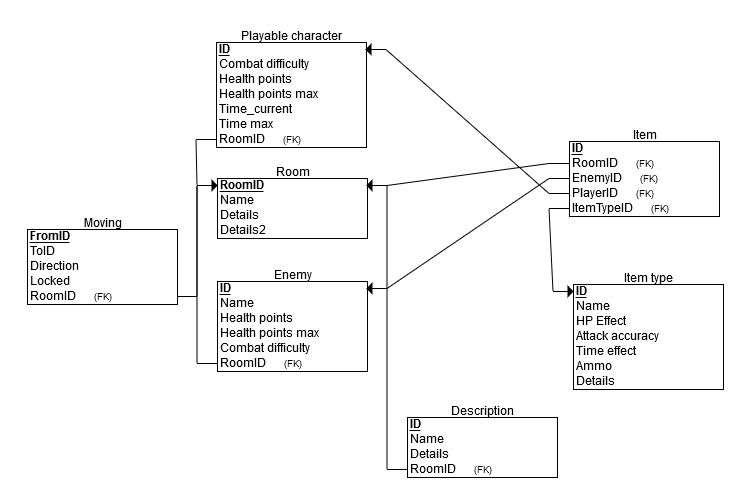 Playable character
ID
Combat difficulty
Health points
Health points max
Time_current
Time max
RoomID (FK)
Room
RoomID
Name
Details
Details2
Moving
FromID
ToID
Direction
Locked
RoomID (FK)
Enemy
ID
Name
Health points
Health points max
Combat difficulty
RoomID (FK)
Item
ID
RoomID (FK)
EnemyID (FK)
PlayerID (FK)
ItemTypeID (FK)
Item type
ID
Name
HP Effect
Attack accuracy
Time effect
Ammo
Details
Description
ID
Name
Details
RoomID (FK)